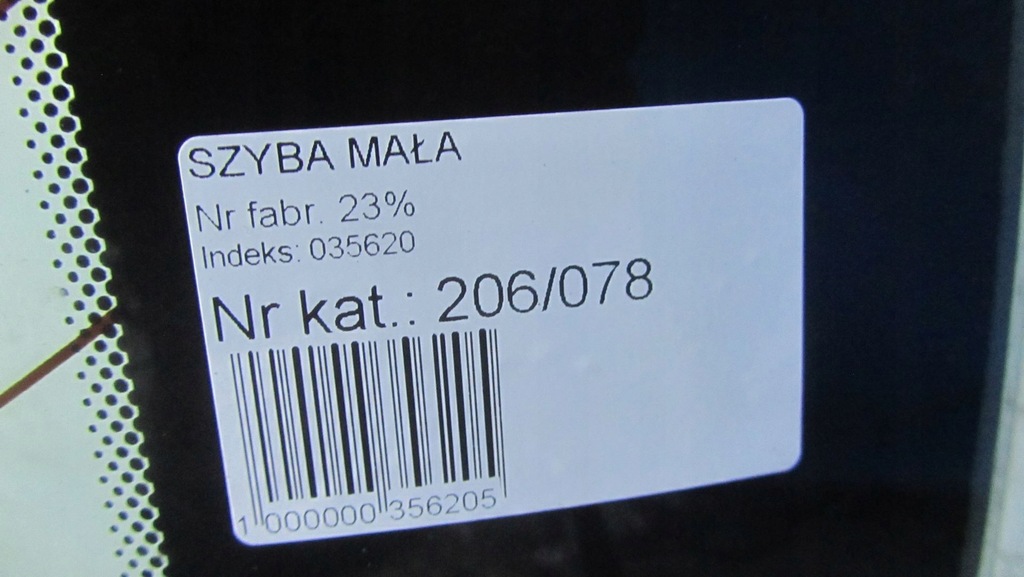 SZYBA MAŁA
Nr fabr. 23%
Indeks: 035620
Nr kat.: 206/078
1 000000 356205